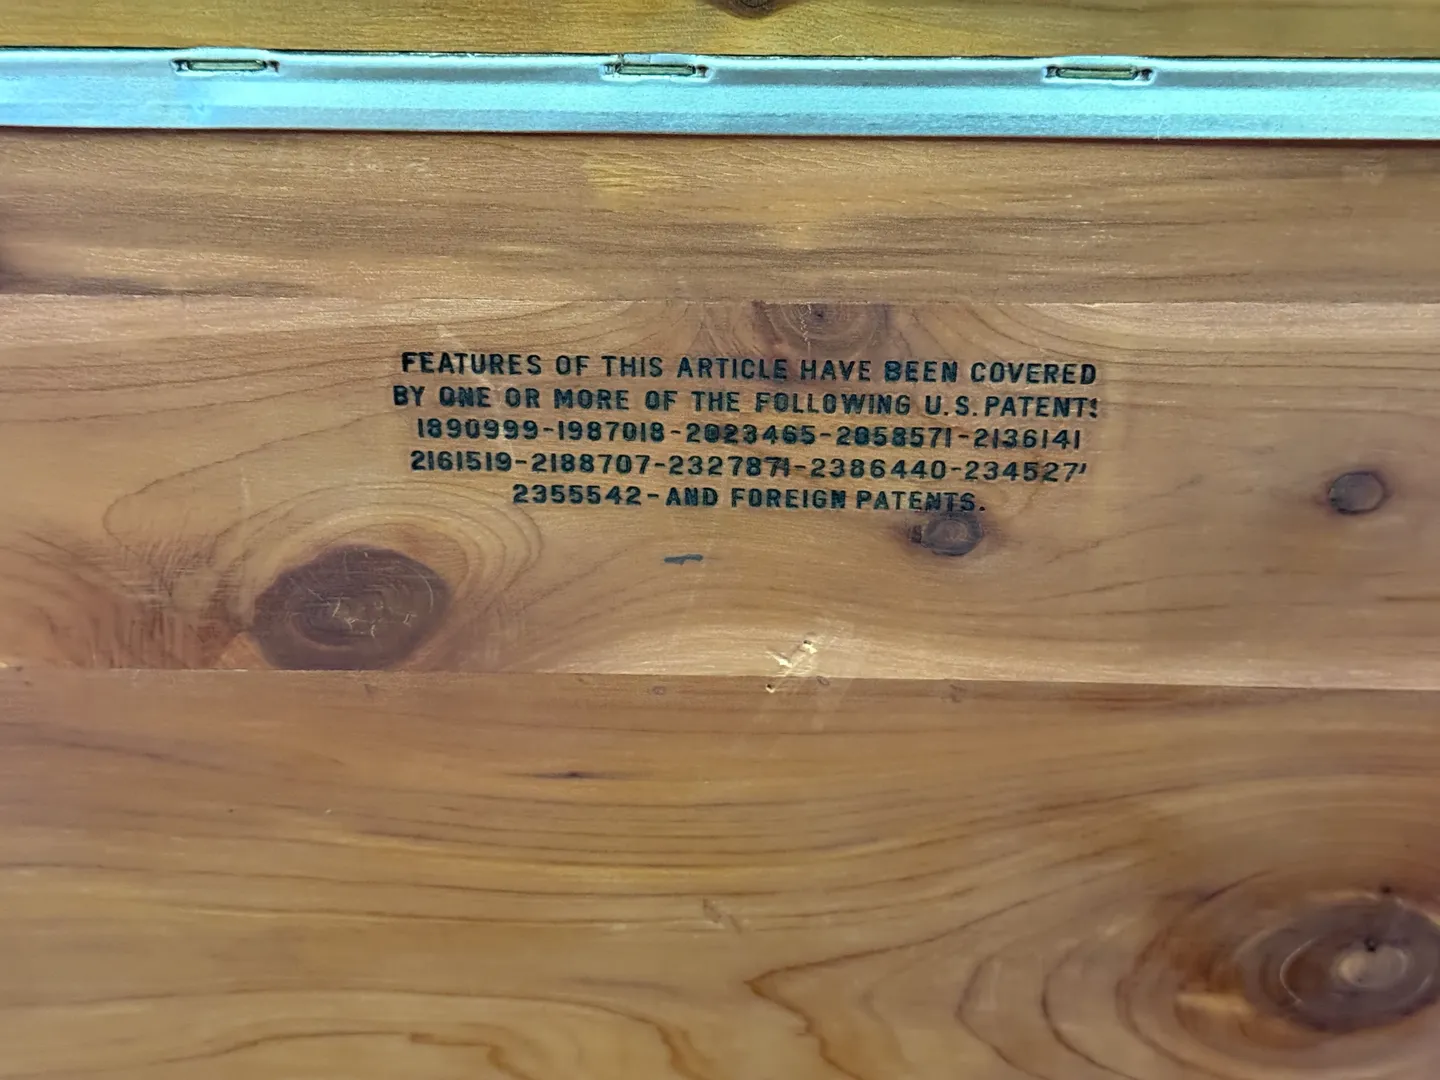 FEATURES OF THIS ARTICLE HAVE BEEN COVERED
BY ONE OR MORE OF THE FOLLOWING U.S. PATENTS
1890999-1987018-2023465-2058571-2136141
2161519-2188707-2327871-2386440-
2355542-AND FOREIGN PATENTS.